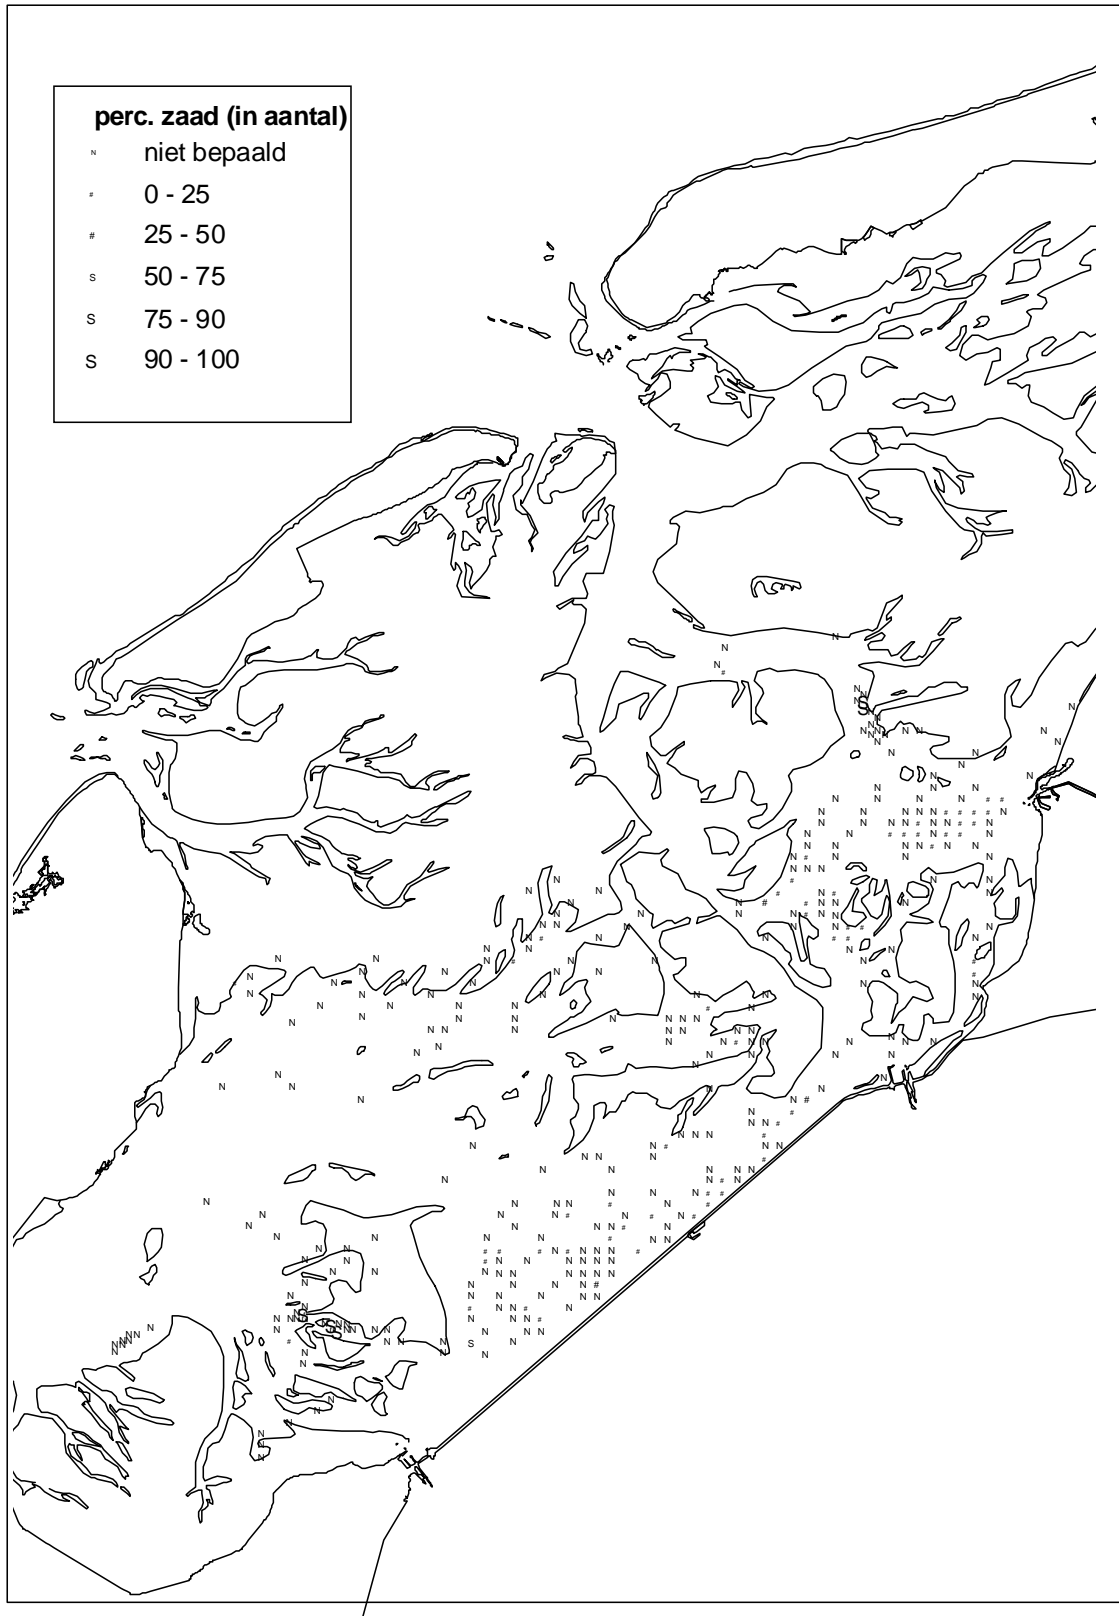 perc. zaad (in aantal)
N niet bepaald
# 0 - 25
# 25 - 50
S 50 - 75
S 75 - 90
S 90 - 100